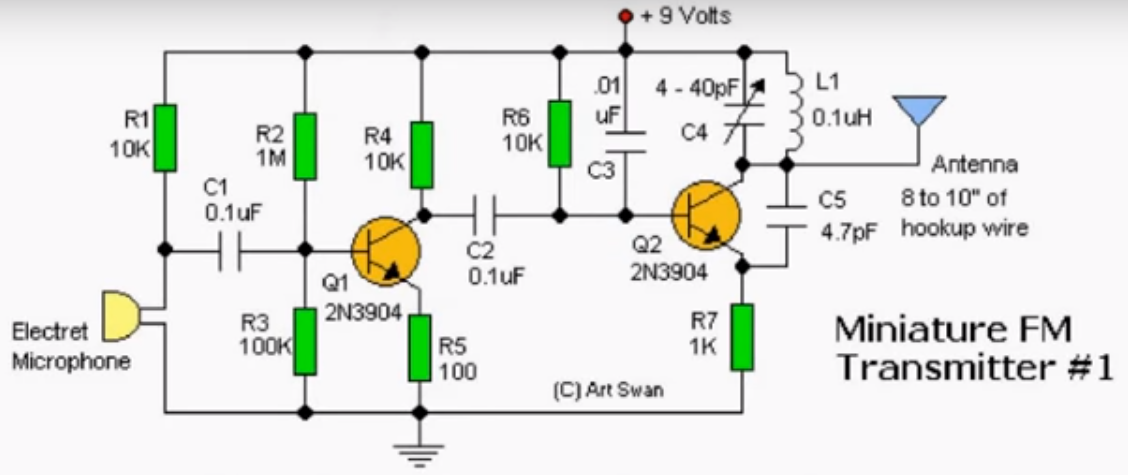 + 9 Volts
R1
10K
C1
0.1uF
R2
1M
R4
10K
R6
10K
.01
uF
C3
4 - 40pF
C4
L1
0.1uH
Antenna
8 to 10" of
hookup wire
C5
4.7pF
C2
0.1uF
Q1
2N3904
Q2
2N3904
Electret
Microphone
R3
100K
R5
100
R7
1K
(C) Art Swan
Miniature FM
Transmitter #1